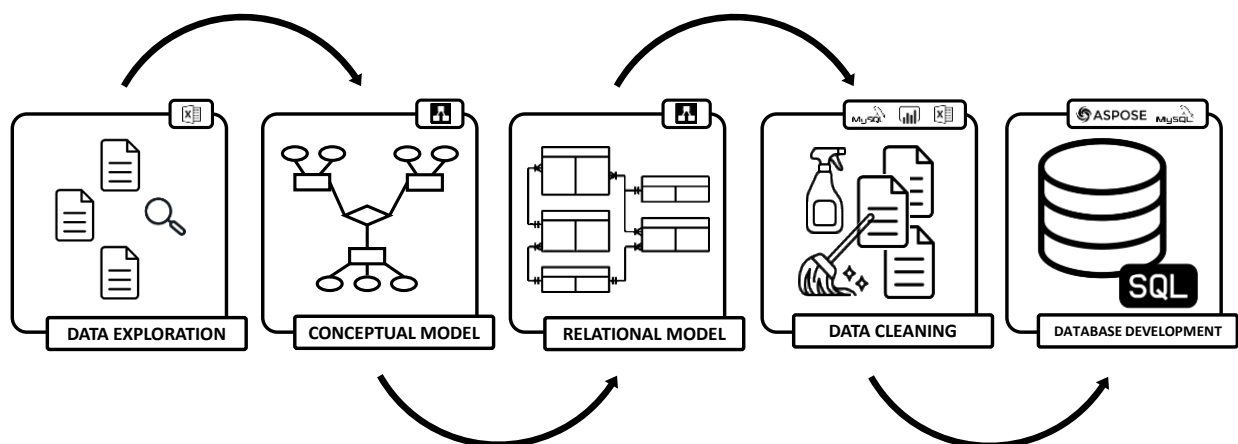 MySQL
ASPOSE MySQL
SQL
DATA EXPLORATION
CONCEPTUAL MODEL
RELATIONAL MODEL
DATA CLEANING
DATABASE DEVELOPMENT